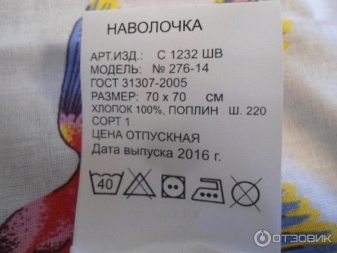 НАВОЛОЧКА
АРТ.ИЗД.: С 1232 ШВ
МОДЕЛЬ: № 276-14
ГОСТ 31307-2005
РАЗМЕР: 70 х 70 СМ
ХЛОПОК 100%, ПОПЛИН Ш. 220
СОРТ 1
ЦЕНА ОТПУСКНАЯ
Дата выпуска 2016 г.
40
ОТЗОВИК